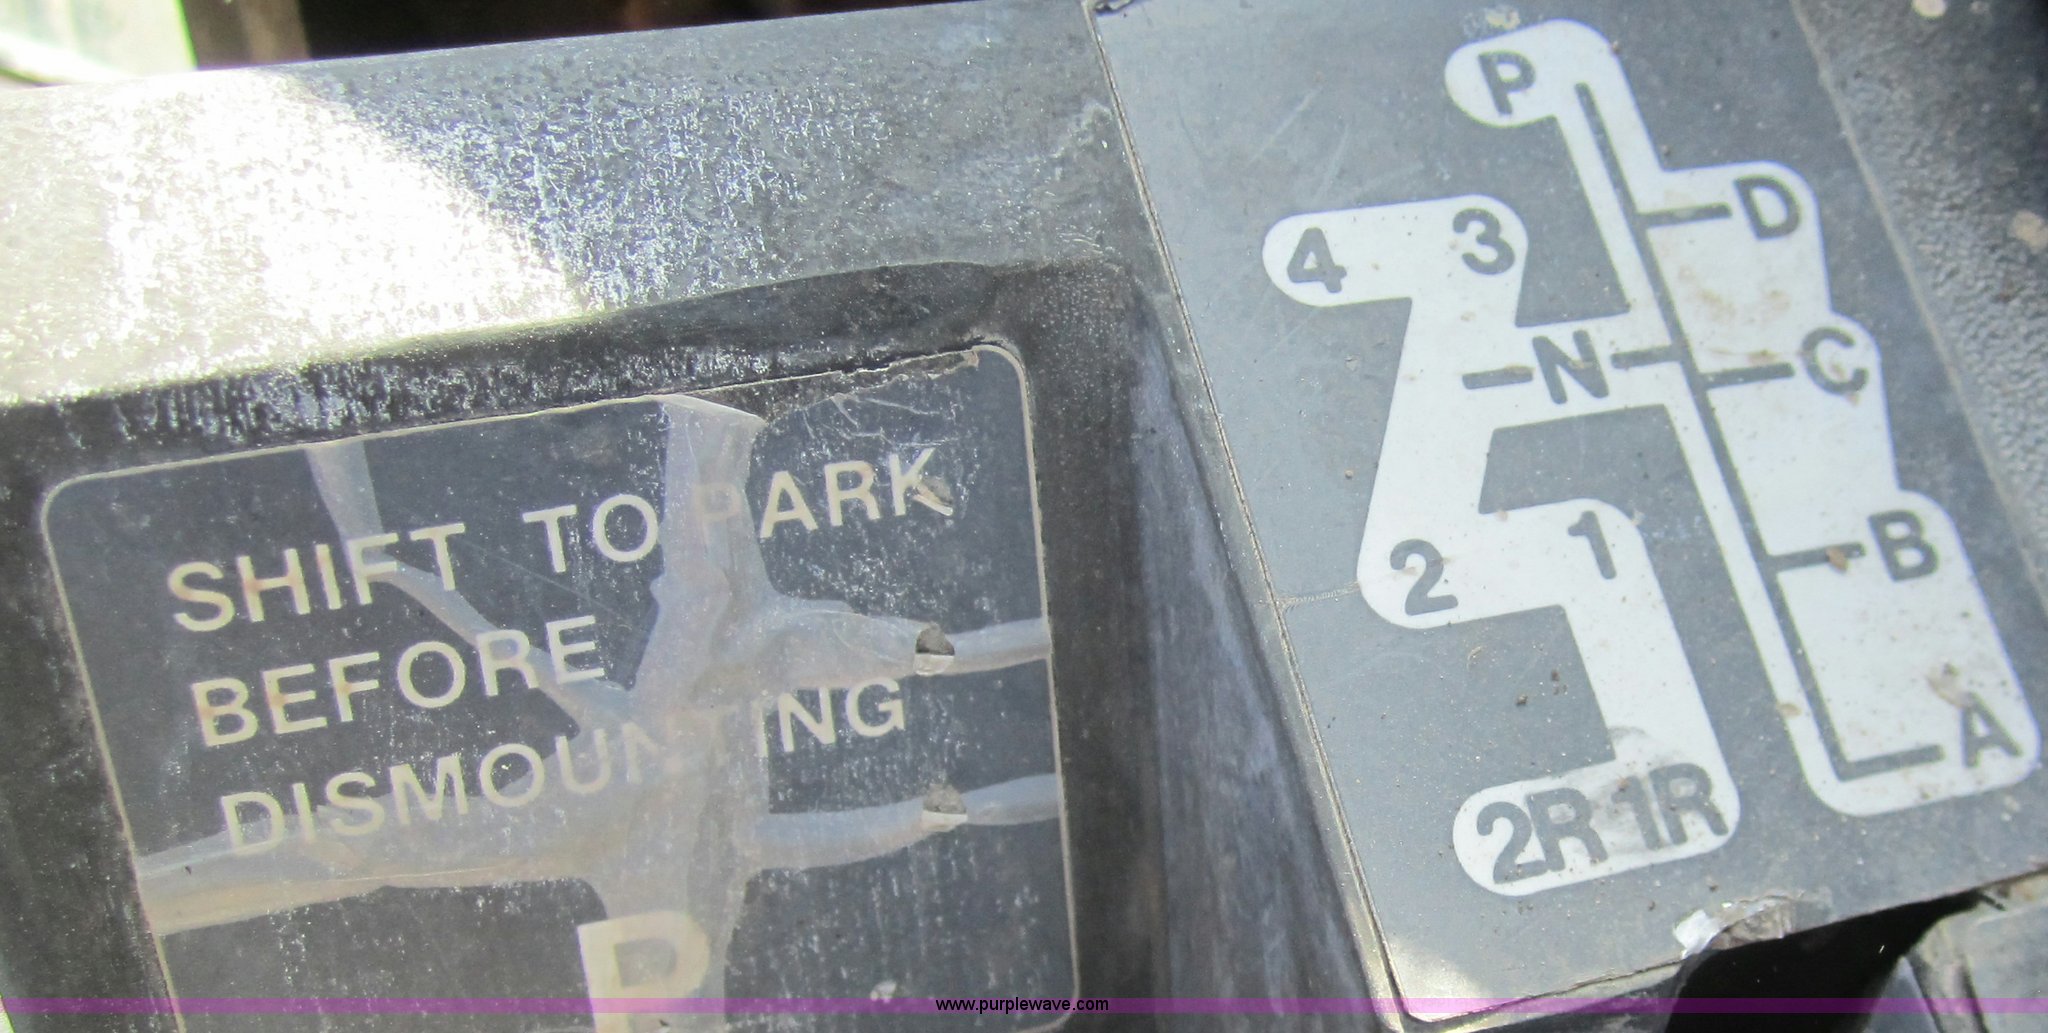 SHIFT TO PARK
BEFORE
DISMOUNTING
P
P
D
4 3
N
C
2 1
B
A
2R 1R
www.purplewave.com